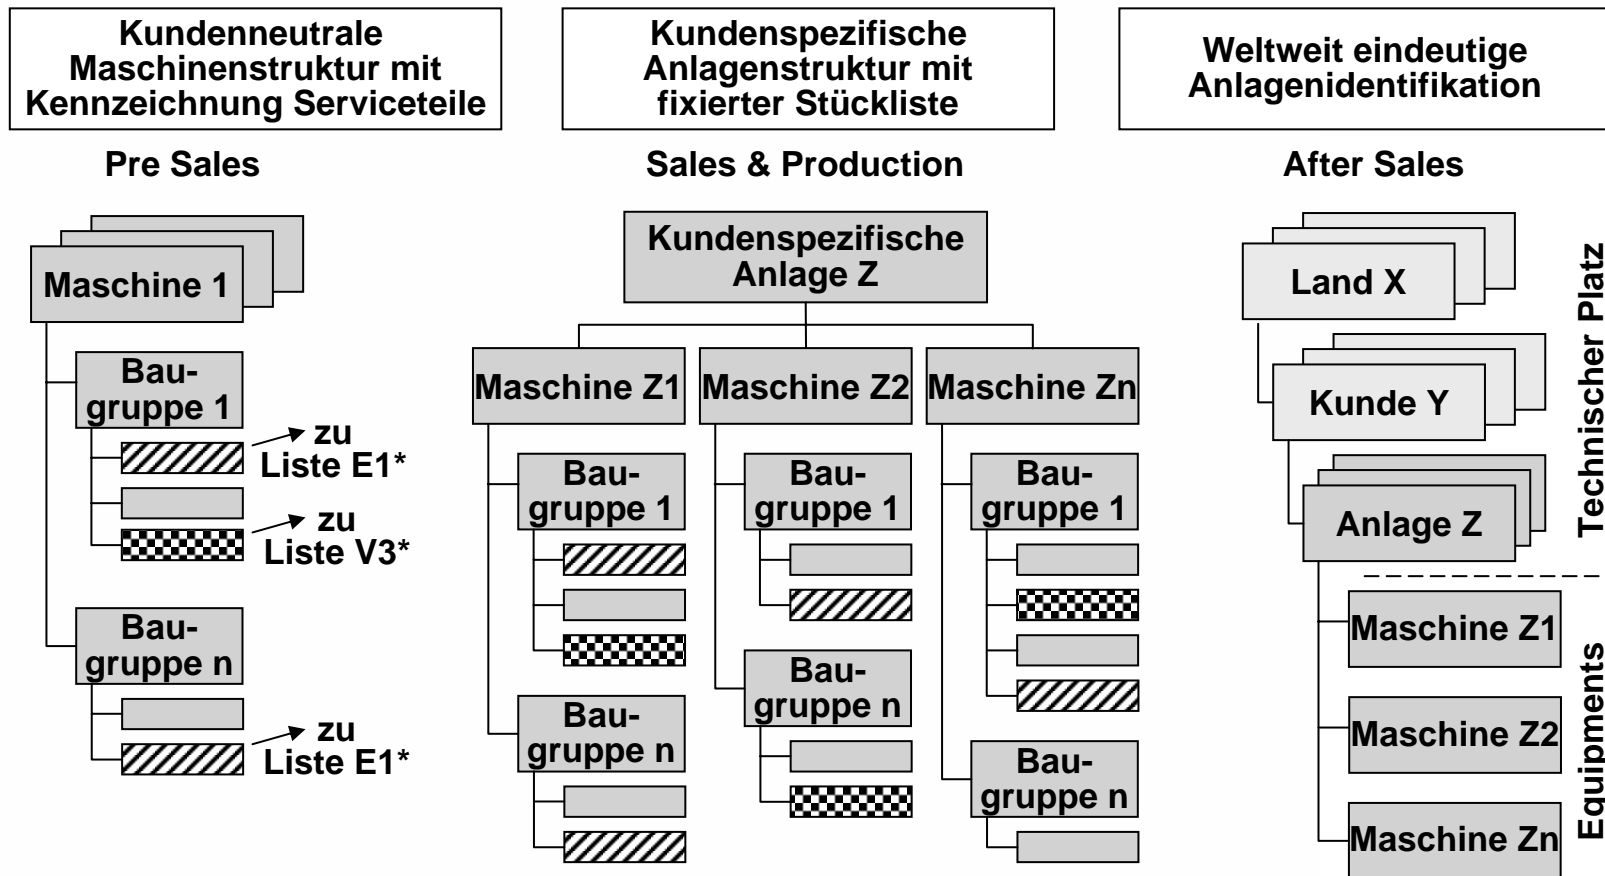 Kundenneutrale
Maschinenstruktur mit
Kennzeichnung Serviceteile
Pre Sales
Maschine 1
Bau-
gruppe 1
zu
Liste E1*
zu
Liste V3*
Bau-
gruppe n
zu
Liste E1*
Kundenspezifische
Anlagenstruktur mit
fixierter Stückliste
Sales & Production
Kundenspezifische
Anlage Z
Maschine Z1
Bau-
gruppe 1
Bau-
gruppe n
Maschine Z2
Bau-
gruppe 1
Bau-
gruppe n
Maschine Zn
Bau-
gruppe 1
Bau-
gruppe n
Weltweit eindeutige
Anlagenidentifikation
After Sales
Land X
Kunde Y
Anlage Z
Technischer Platz
Maschine Z1
Maschine Z2
Maschine Zn
Equipments